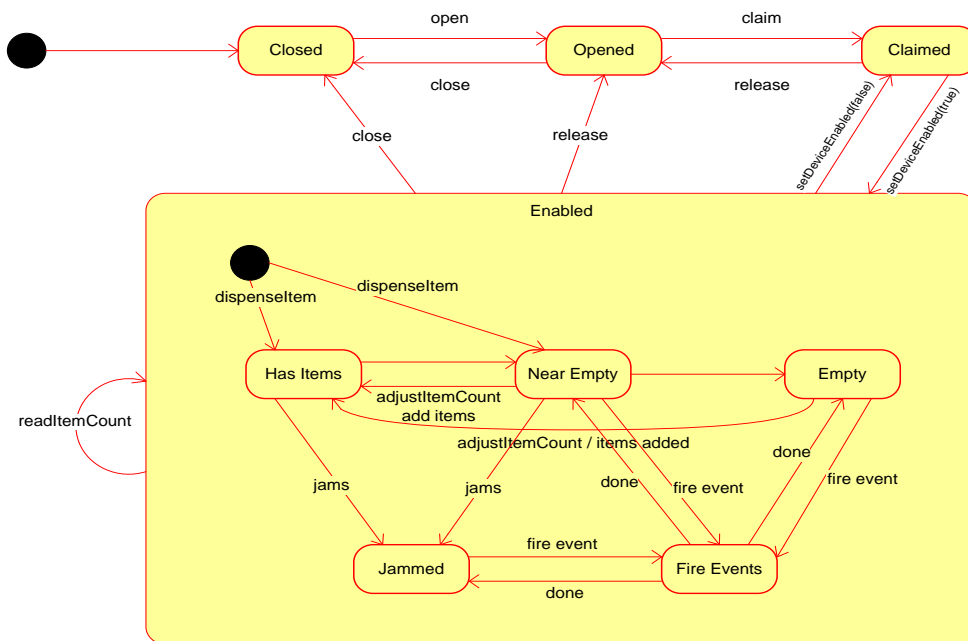 open
claim
Closed
Opened
Claimed
close
release
close
release
setDeviceEnabled(false)
setDeviceEnabled(true)
Enabled
dispenseItem
dispenseItem
Has Items
Near Empty
Empty
adjustItemCount
add items
adjustItemCount / items added
readItemCount
done
jams
jams
done
fire event
fire event
fire event
Jammed
Fire Events
done